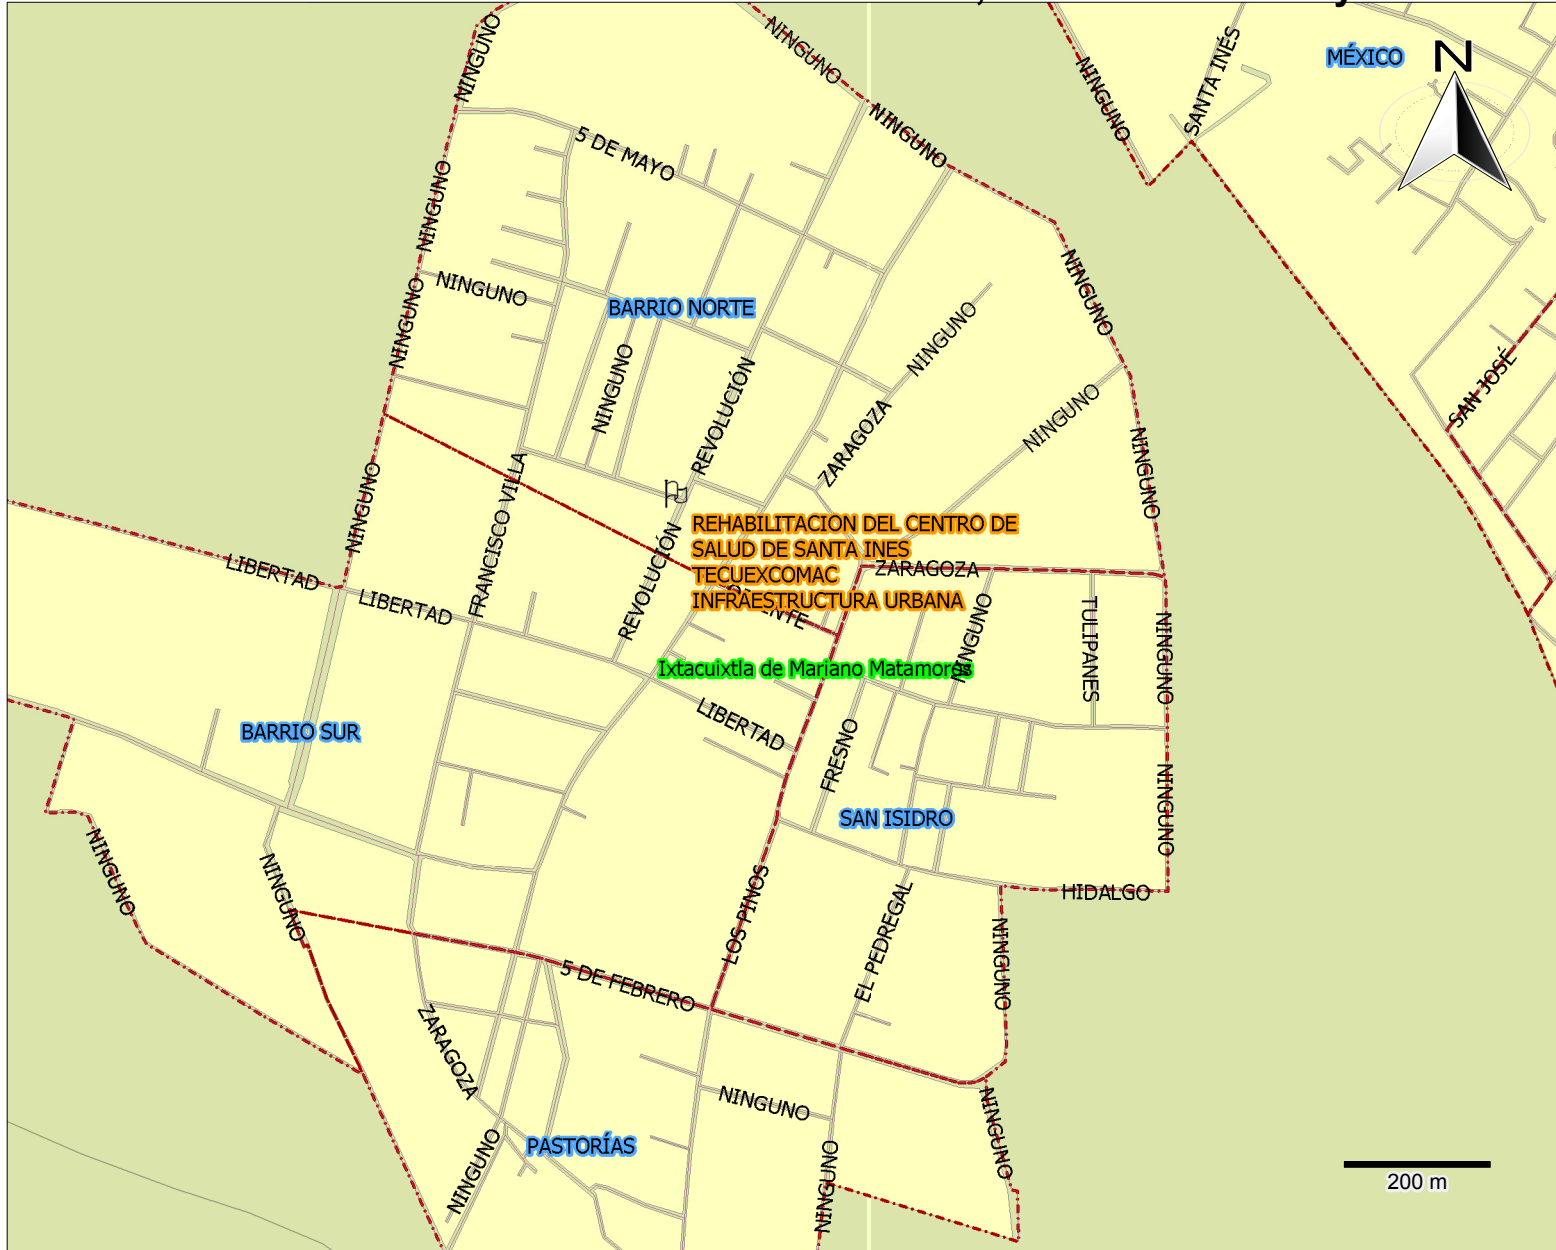 NINGUNO
NINGUNO
SANTA INÉS
MÉXICO
N
NINGUNO
NINGUNO
5 DE MAYO
NINGUNO
NINGUNO
NINGUNO
BARRIO NORTE
NINGUNO
NINGUNO
NINGUNO
NINGUNO
REVOLUCIÓN
ZARAGOZA
NINGUNO
SAN JOSÉ
NINGUNO
NINGUNO
FRANCISCO VILLA
REHABILITACION DEL CENTRO DE
SALUD DE SANTA INES
TECUEXCOMAC
INFRAESTRUCTURA URBANA
LIBERTAD
LIBERTAD
REVOLUCIÓN
ZARAGOZA
NINGUNO
TULIPANES
NINGUNO
Ixtacuixtla de Mariano Matamoros
BARRIO SUR
LIBERTAD
FRESNO
SAN ISIDRO
NINGUNO
NINGUNO
NINGUNO
LOS PINOS
EL PEDREGAL
HIDALGO
NINGUNO
5 DE FEBRERO
ZARAGOZA
NINGUNO
NINGUNO
PASTORÍAS
NINGUNO
NINGUNO
200 m